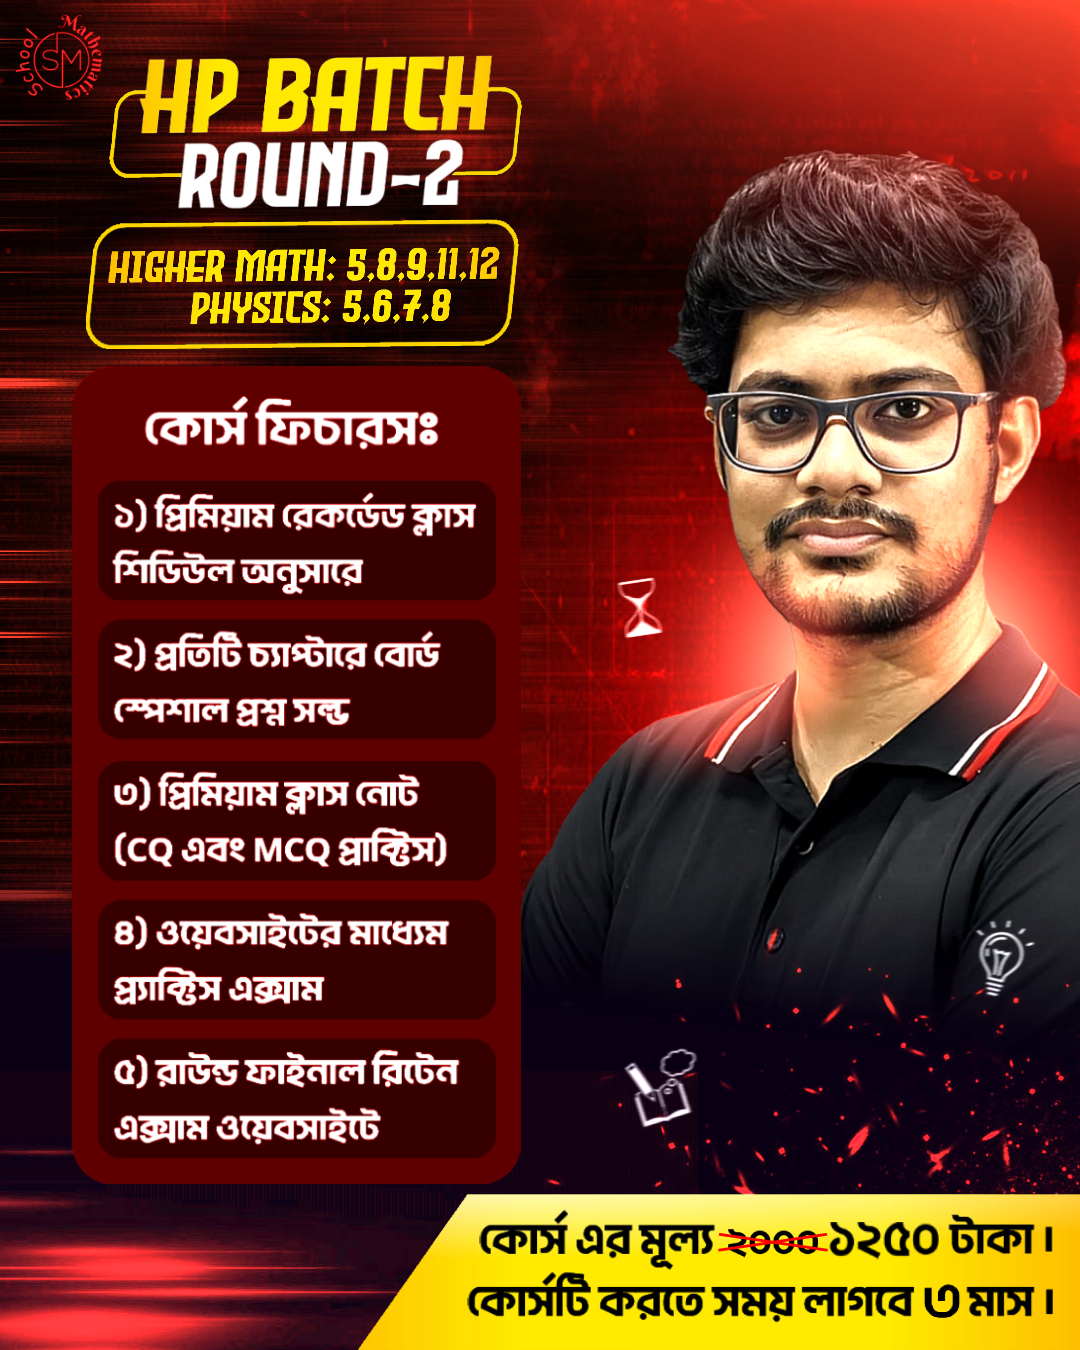 School Mathematics
SM
HP BATCH
ROUND-2
HIGHER MATH: 5,8,9,11,12
PHYSICS: 5,6,7,8
কোর্স ফিচারসঃ
১) প্রিমিয়াম রেকর্ডেড ক্লাস
শিডিউল অনুসারে
২) প্রতিটি চ্যাপ্টারে বোর্ড
স্পেশাল প্রশ্ন সল্ভ
৩) প্রিমিয়াম ক্লাস নোট
(CQ এবং MCQ প্রাক্টিস)
৪) ওয়েবসাইটের মাধ্যেম
প্র্যাক্টিস এক্সাম
৫) রাউন্ড ফাইনাল রিটেন
এক্সাম ওয়েবসাইটে
2011
কোর্স এর মূল্য ২০০০ ১২৫০ টাকা।
কোর্সটি করতে সময় লাগবে ৩ মাস।